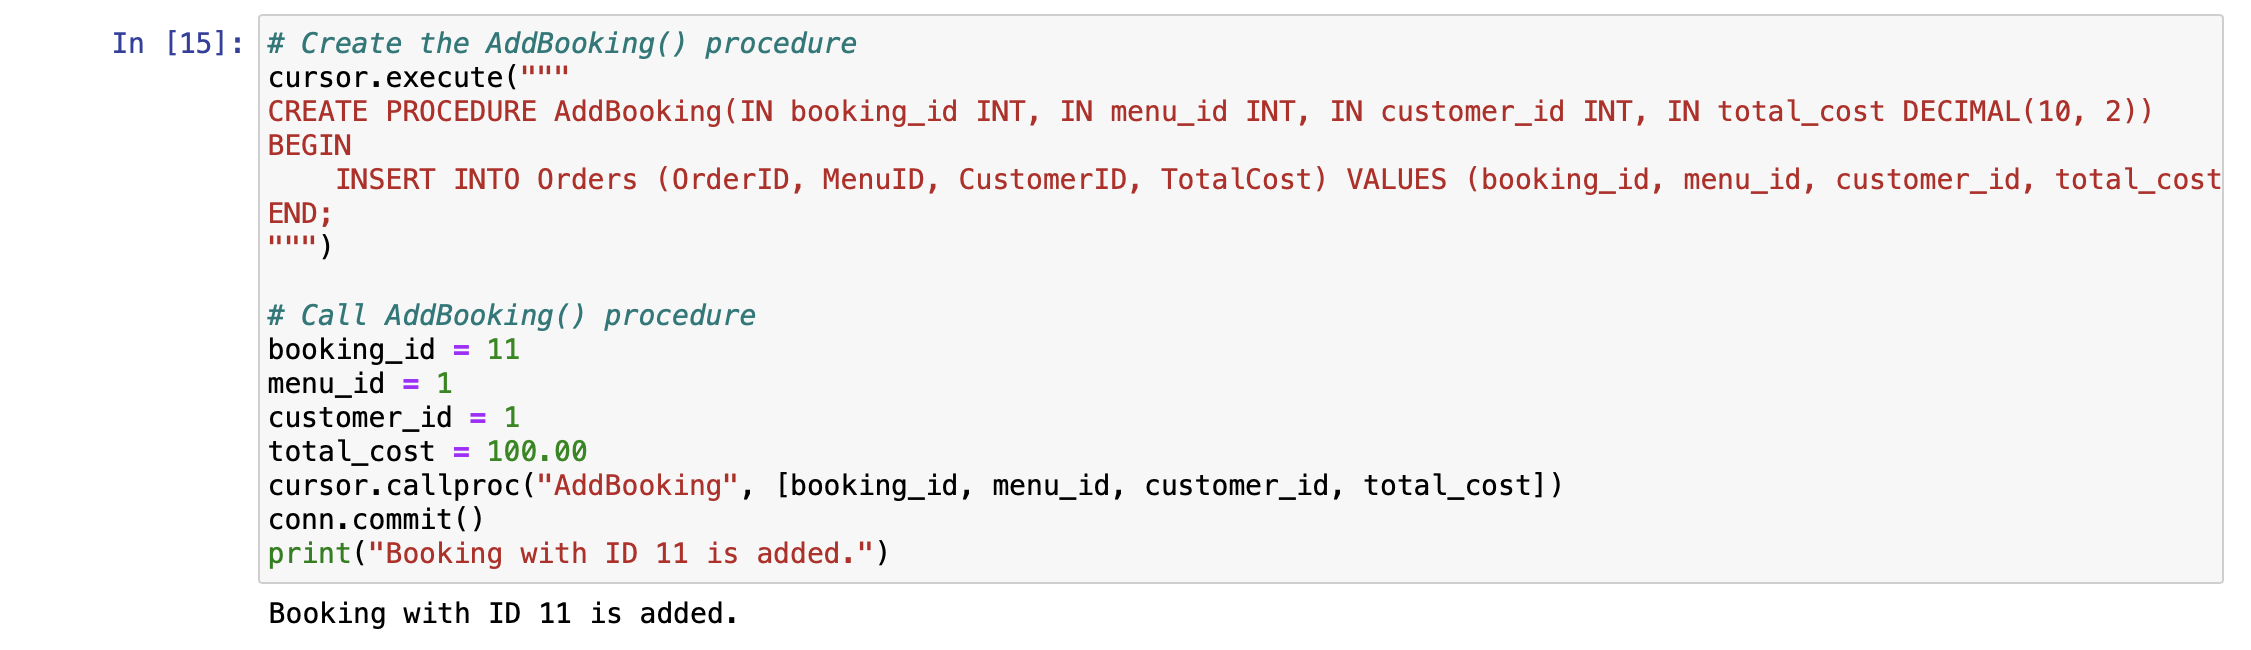 In [15]:
# Create the AddBooking() procedure
cursor.execute("""
CREATE PROCEDURE AddBooking(IN booking_id INT, IN menu_id INT, IN customer_id INT, IN total_cost DECIMAL(10, 2))
BEGIN
    INSERT INTO Orders (OrderID, MenuID, CustomerID, TotalCost) VALUES (booking_id, menu_id, customer_id, total_cost
END;
""")

# Call AddBooking() procedure
booking_id = 11
menu_id = 1
customer_id = 1
total_cost = 100.00
cursor.callproc("AddBooking", [booking_id, menu_id, customer_id, total_cost])
conn.commit()
print("Booking with ID 11 is added.")
Booking with ID 11 is added.